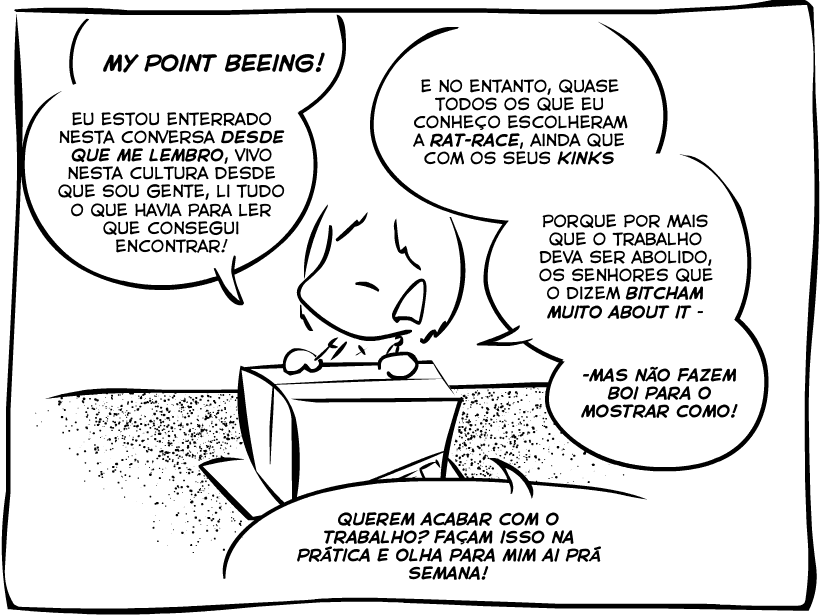 MY POINT BEEING!
EU ESTOU ENTERRADO
NESTA CONVERSA DESDE
QUE ME LEMBRO, VIVO
NESTA CULTURA DESDE
QUE SOU GENTE, LI TUDO
O QUE HAVIA PARA LER
QUE CONSEGUI
ENCONTRAR!
E NO ENTANTO, QUASE
TODOS OS QUE EU
CONHEÇO ESCOLHERAM
A RAT-RACE, AINDA QUE
COM OS SEUS KINKS
PORQUE POR MAIS
QUE O TRABALHO
DEVA SER ABOLIDO,
OS SENHORES QUE
O DIZEM BITCHAM
MUITO ABOUT IT -
-MAS NÃO FAZEM
BOI PARA O
MOSTRAR COMO!
QUEREM ACABAR COM O
TRABALHO? FAÇAM ISSO NA
PRÁTICA E OLHA PARA MIM AI PRÁ
SEMANA!